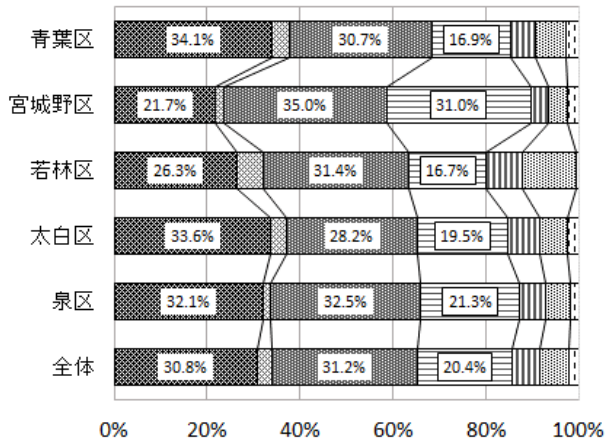 青葉区 34.1% 30.7% 16.9%
宮城野区 21.7% 35.0% 31.0%
若林区 26.3% 31.4% 16.7%
太白区 33.6% 28.2% 19.5%
泉区 32.1% 32.5% 21.3%
全体 30.8% 31.2% 20.4%
0% 20% 40% 60% 80% 100%